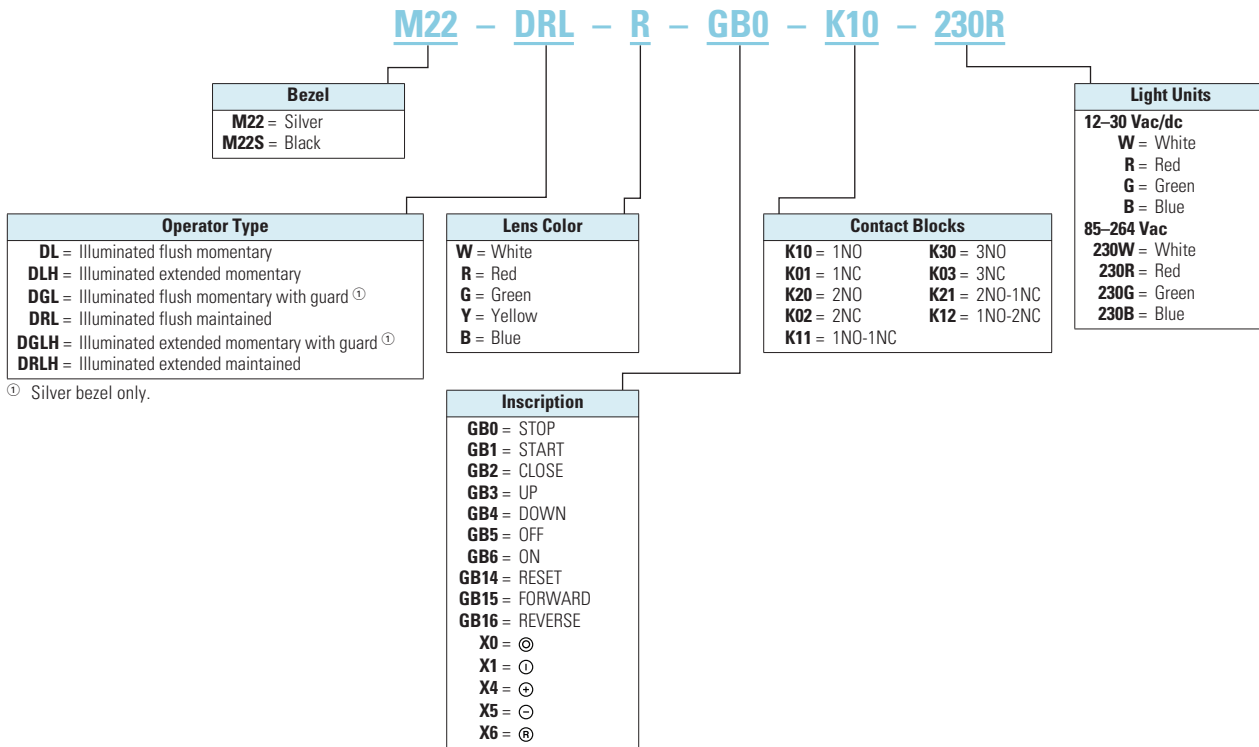 M22 – DRL – R – GB0 – K10 – 230R
Bezel
M22 = Silver
M22S = Black
Light Units
12–30 Vac/dc
W = White
R = Red
G = Green
B = Blue
85–264 Vac
230W = White
230R = Red
230G = Green
230B = Blue
Operator Type
DL = Illuminated flush momentary
DLH = Illuminated extended momentary
DGL = Illuminated flush momentary with guard ①
DRL = Illuminated flush maintained
DGLH = Illuminated extended momentary with guard ①
DRLH = Illuminated extended maintained
① Silver bezel only.
Lens Color
W = White
R = Red
G = Green
Y = Yellow
B = Blue
Contact Blocks
K10 = 1NO K30 = 3NO
K01 = 1NC K03 = 3NC
K20 = 2NO K21 = 2NO-1NC
K02 = 2NC K12 = 1NO-2NC
K11 = 1NO-1NC
Inscription
GB0 = STOP
GB1 = START
GB2 = CLOSE
GB3 = UP
GB4 = DOWN
GB5 = OFF
GB6 = ON
GB14 = RESET
GB15 = FORWARD
GB16 = REVERSE
X0 = ◎
X1 = Ⓘ
X4 = ⊕
X5 = ⊖
X6 = Ⓡ